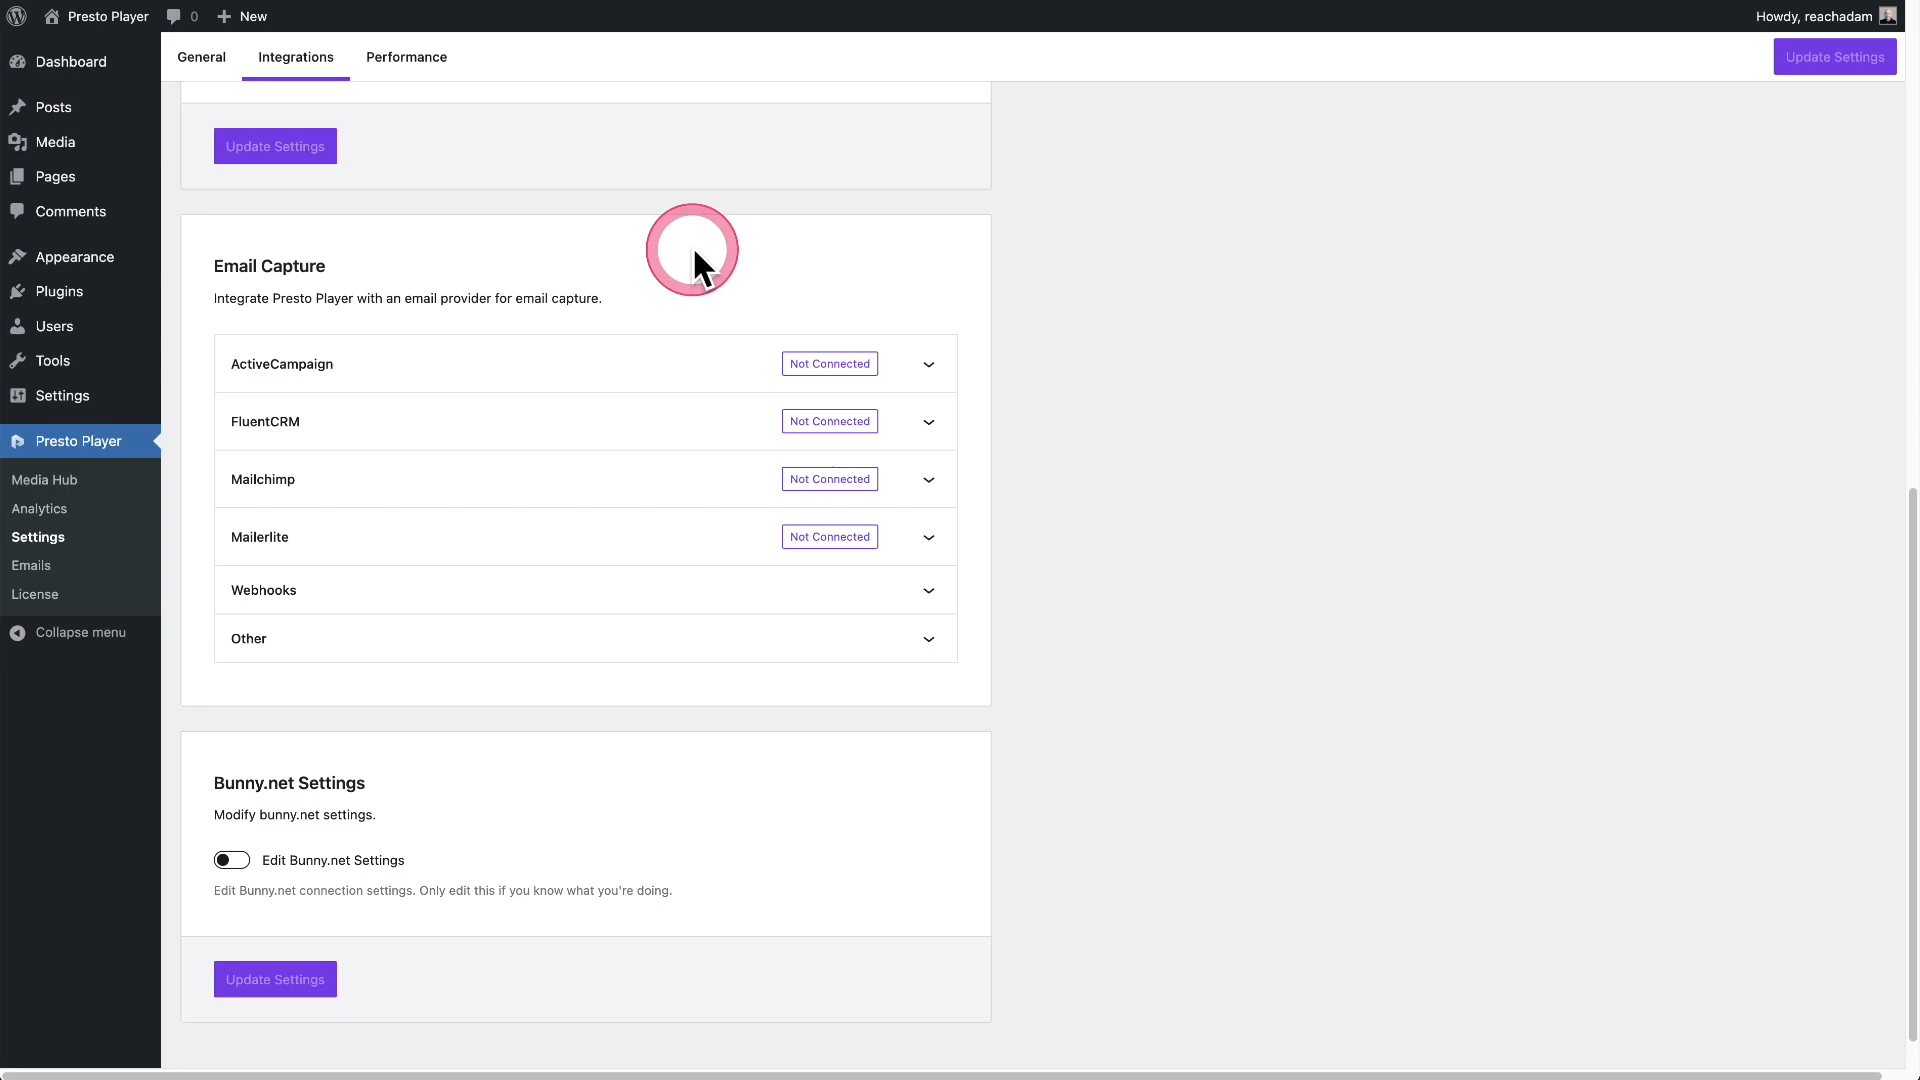 Presto Player
0
New
Howdy, reachadam
Dashboard
Posts
Media
Pages
Comments
Appearance
Plugins
Users
Tools
Settings
Presto Player
Media Hub
Analytics
Settings
Emails
License
Collapse menu
General
Integrations
Performance
Update Settings
Update Settings
Email Capture
Integrate Presto Player with an email provider for email capture.
ActiveCampaign
Not Connected
FluentCRM
Not Connected
Mailchimp
Not Connected
Mailerlite
Not Connected
Webhooks
Other
Bunny.net Settings
Modify bunny.net settings.
Edit Bunny.net Settings
Edit Bunny.net connection settings. Only edit this if you know what you're doing.
Update Settings